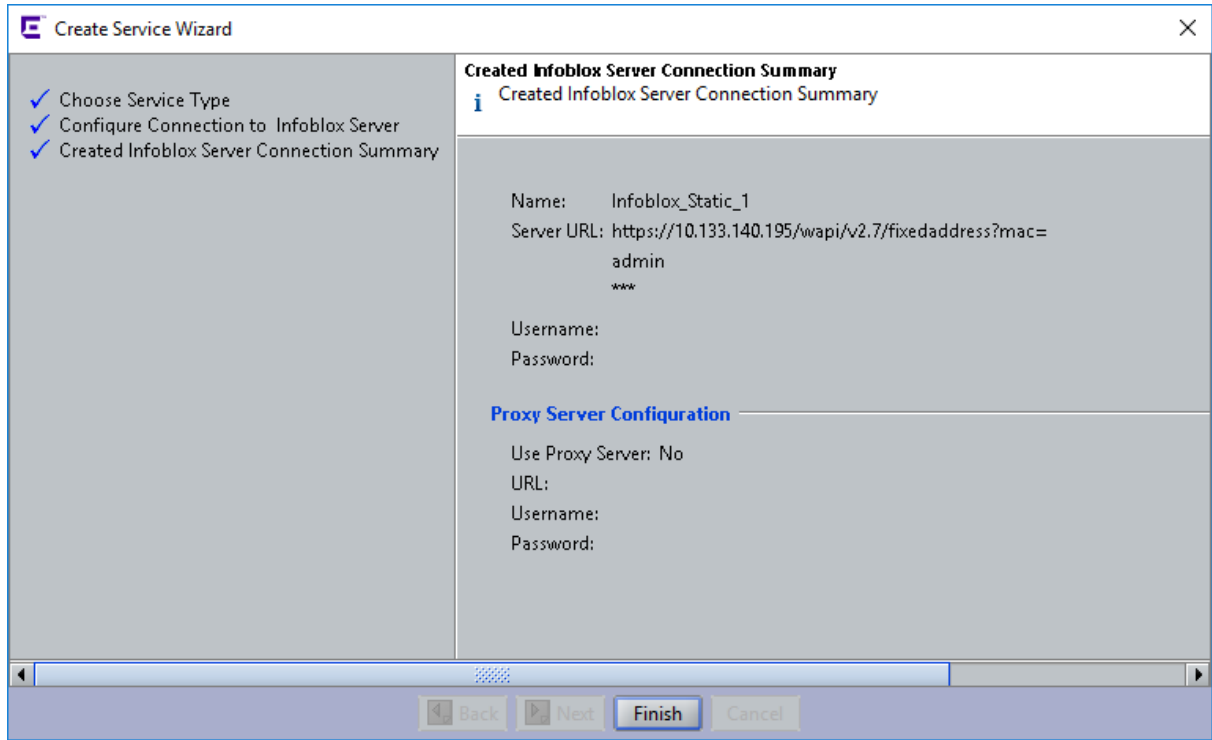 Create Service Wizard
Choose Service Type
Configure Connection to Infoblox Server
Created Infoblox Server Connection Summary
Created Infoblox Server Connection Summary
Created Infoblox Server Connection Summary
Name: Infoblox_Static_1
Server URL: https://10.133.140.195/wapi/v2.7/fixedaddress?mac=
admin
***
Username:
Password:
Proxy Server Configuration
Use Proxy Server: No
URL:
Username:
Password:
Back Next Finish Cancel